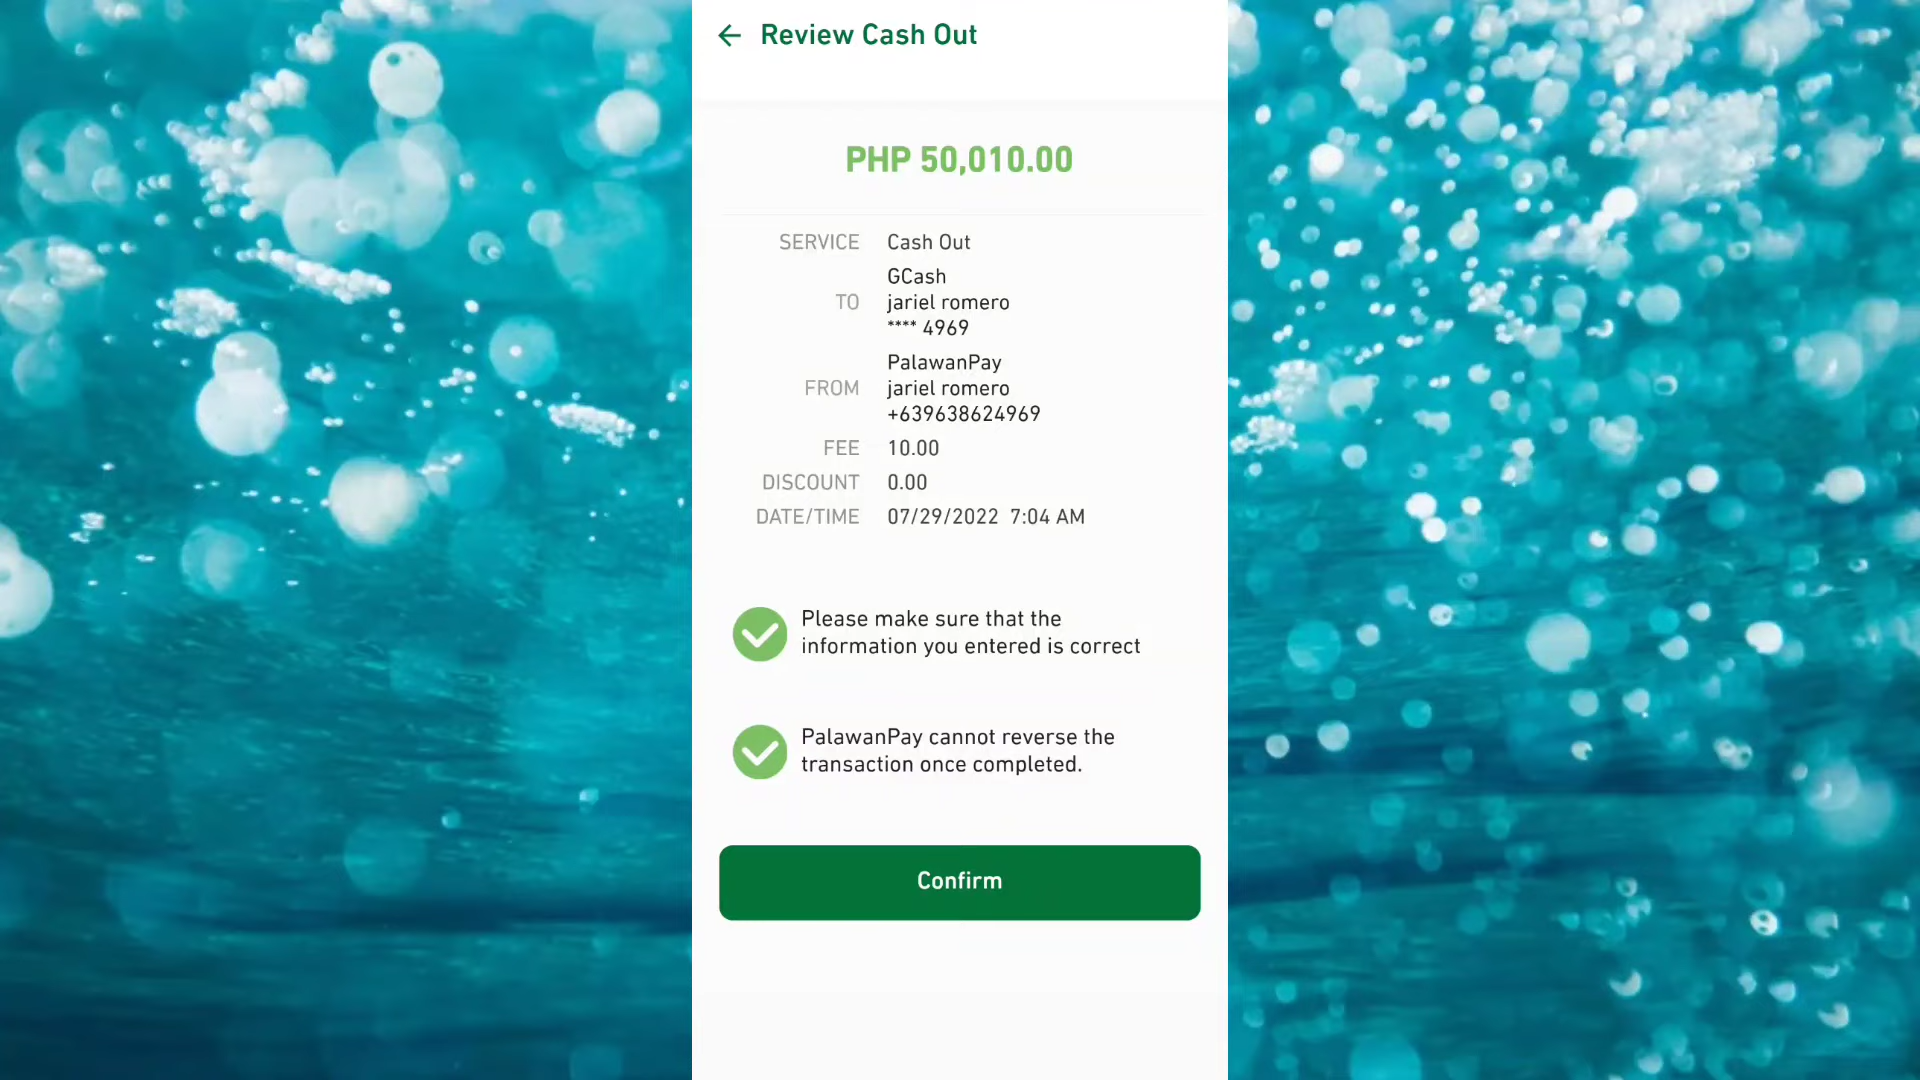 Review Cash Out
PHP 50,010.00
SERVICE Cash Out
GCash
TO jariel romero
**** 4969
PalawanPay
FROM jariel romero
+639638624969
FEE 10.00
DISCOUNT 0.00
DATE/TIME 07/29/2022 7:04 AM
Please make sure that the
information you entered is correct
PalawanPay cannot reverse the
transaction once completed.
Confirm